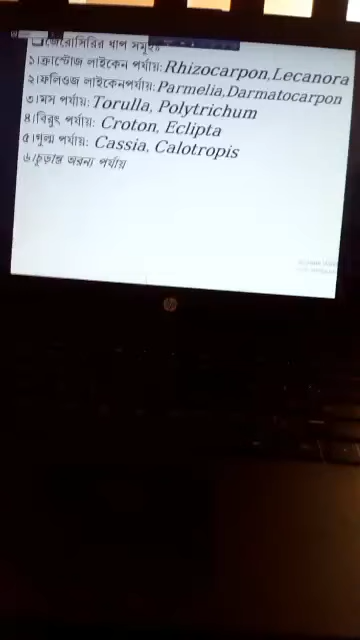 জেরোসিরির ধাপ সমূহঃ
১।ক্রাস্টোজ লাইকেন পর্যায়: Rhizocarpon,Lecanora
২।ফলিওজ লাইকেনপর্যায়: Parmelia,Darmatocarpon
৩।মস পর্যায়: Torulla, Polytrichum
৪।বিরুৎ পর্যায়: Croton, Eclipta
৫।গুল্ম পর্যায়: Cassia, Calotropis
৬।চূড়ান্ত অরন্য পর্যায়
hp